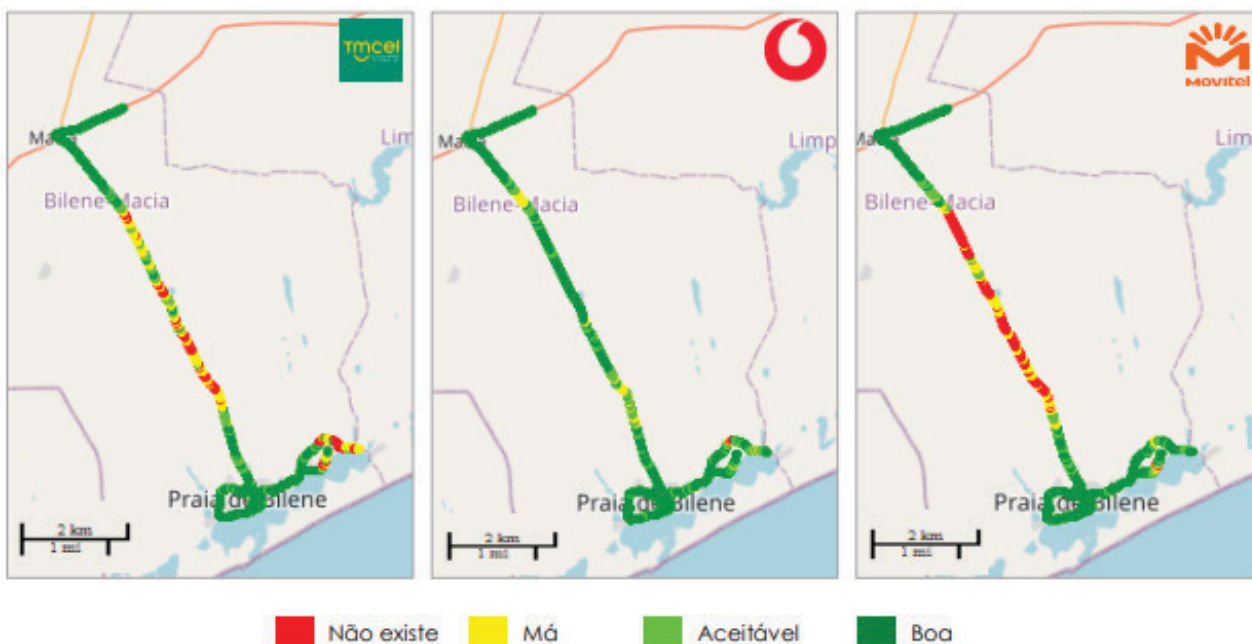 Tmcel
MOVITEL
Limp
Limp
Bilene-Macia
Bilene-Macia
Bilene-Macia
Praia de Bilene
Praia de Bilene
Praia de Bilene
2 km
1 mi
2 km
1 mi
2 km
1 mi
Não existe
Má
Aceitável
Boa